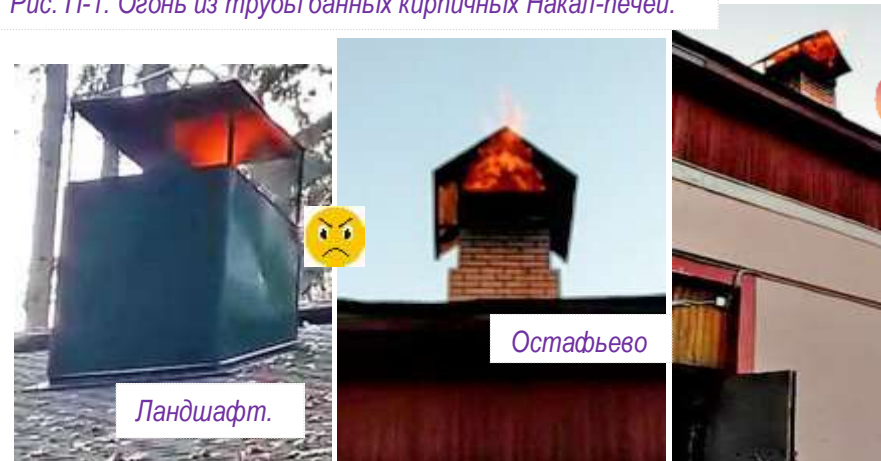 Рис. П-1. Огонь из трубы банных кирпичных Накал-печей.
Остафьево
Ландшафт.